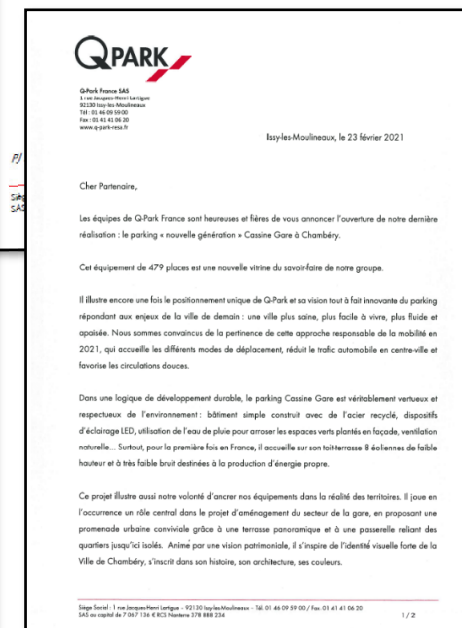 QPARK
Q-Park France SAS
1 rue Jacques-Henri Lartigue
92130 Issy-les-Moulineaux
Tél : 01 46 09 59 00
Fax : 01 41 41 06 20
www.q-park-resa.fr
Issy-les-Moulineaux, le 23 février 2021
PJ
Cher Partenaire,
Les équipes de Q-Park France sont heureuses et fières de vous annoncer l'ouverture de notre dernière
réalisation : le parking « nouvelle génération » Cassine Gare à Chambéry.
Cet équipement de 479 places est une nouvelle vitrine du savoir-faire de notre groupe.
Il illustre encore une fois le positionnement unique de Q-Park et sa vision tout à fait innovante du parking
répondant aux enjeux de la ville de demain : une ville plus saine, plus facile à vivre, plus fluide et
apaisée. Nous sommes convaincus de la pertinence de cette approche responsable de la mobilité en
2021, qui accueille les différents modes de déplacement, réduit le trafic automobile en centre-ville et
favorise les circulations douces.
Dans une logique de développement durable, le parking Cassine Gare est véritablement vertueux et
respectueux de l'environnement : bâtiment simple construit avec de l'acier recyclé, dispositifs
d'éclairage LED, utilisation de l'eau de pluie pour arroser les espaces verts plantés en façade, ventilation
naturelle... Surtout, pour la première fois en France, il accueille sur son toit-terrasse 8 éoliennes de faible
hauteur et à très faible bruit destinées à la production d'énergie propre.
Ce projet illustre aussi notre volonté d'ancrer nos équipements dans la réalité des territoires. Il joue en
l'occurrence un rôle central dans le projet d'aménagement du secteur de la gare, en proposant une
promenade urbaine conviviale grâce à une terrasse panoramique et à une passerelle reliant des
quartiers jusqu'ici isolés. Animé par une vision patrimoniale, il s'inspire de l'identité visuelle forte de la
Ville de Chambéry, s'inscrit dans son histoire, son architecture, ses couleurs.
Siège Social : 1 rue Jacques-Henri Lartigue - 92130 Issy-les-Moulineaux - Tél. 01 46 09 59 00 / Fax. 01 41 41 06 20
SAS au capital de 7 067 156 € RCS Nanterre 378 888 234
1 / 2